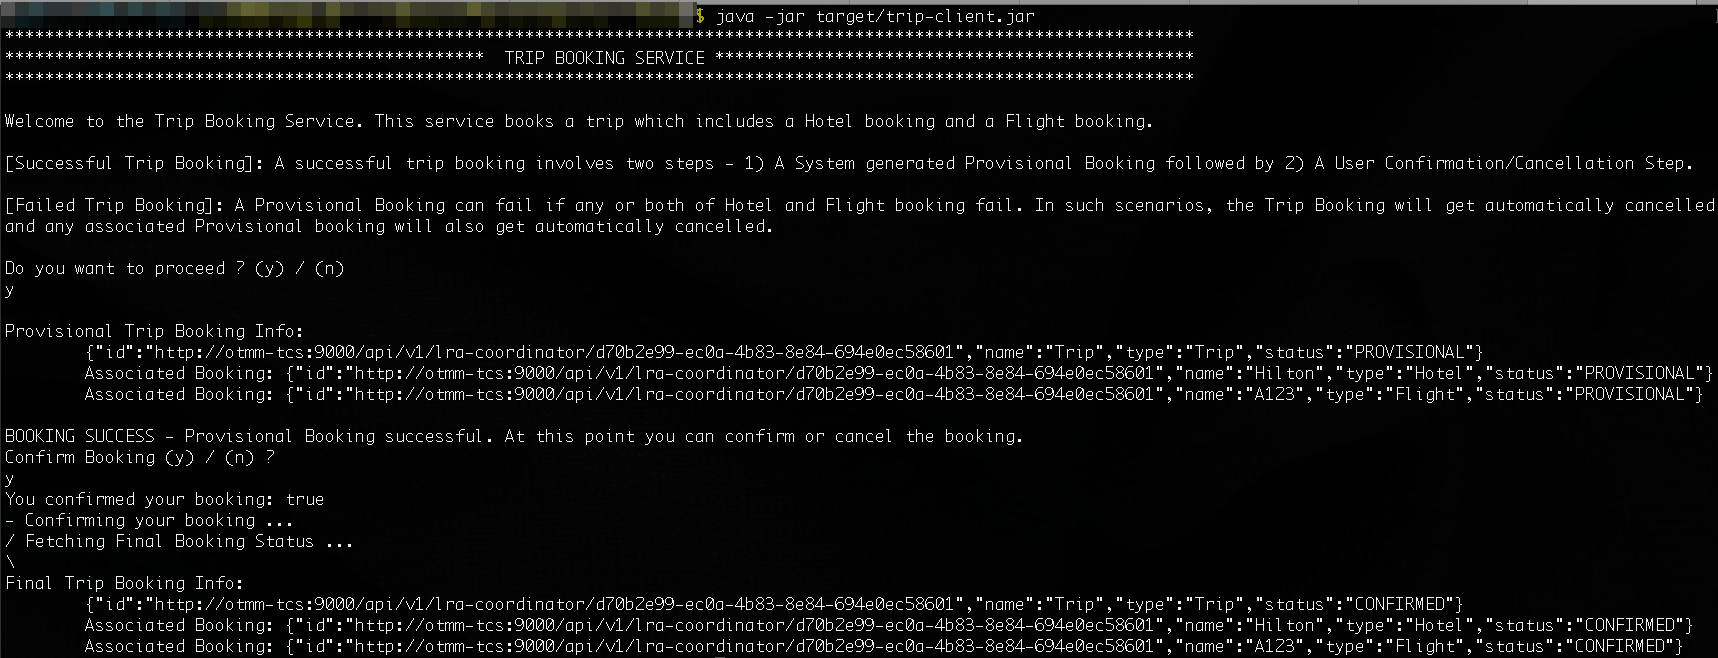 $ java -jar target/trip-client.jar
***********************************************************************************************************************
************************************************  TRIP BOOKING SERVICE ************************************************
***********************************************************************************************************************
Welcome to the Trip Booking Service. This service books a trip which includes a Hotel booking and a Flight booking.
[Successful Trip Booking]: A successful trip booking involves two steps - 1) A System generated Provisional Booking followed by 2) A User Confirmation/Cancellation Step.
[Failed Trip Booking]: A Provisional Booking can fail if any or both of Hotel and Flight booking fail. In such scenarios, the Trip Booking will get automatically cancelled
and any associated Provisional booking will also get automatically cancelled.
Do you want to proceed ? (y) / (n)
y
Provisional Trip Booking Info:
{"id":"http://otmm-tcs:9000/api/v1/lra-coordinator/d70b2e99-ec0a-4b83-8e84-694e0ec58601","name":"Trip","type":"Trip","status":"PROVISIONAL"}
Associated Booking: {"id":"http://otmm-tcs:9000/api/v1/lra-coordinator/d70b2e99-ec0a-4b83-8e84-694e0ec58601","name":"Hilton","type":"Hotel","status":"PROVISIONAL"}
Associated Booking: {"id":"http://otmm-tcs:9000/api/v1/lra-coordinator/d70b2e99-ec0a-4b83-8e84-694e0ec58601","name":"A123","type":"Flight","status":"PROVISIONAL"}
BOOKING SUCCESS - Provisional Booking successful. At this point you can confirm or cancel the booking.
Confirm Booking (y) / (n) ?
y
You confirmed your booking: true
- Confirming your booking ...
/ Fetching Final Booking Status ...
\
Final Trip Booking Info:
{"id":"http://otmm-tcs:9000/api/v1/lra-coordinator/d70b2e99-ec0a-4b83-8e84-694e0ec58601","name":"Trip","type":"Trip","status":"CONFIRMED"}
Associated Booking: {"id":"http://otmm-tcs:9000/api/v1/lra-coordinator/d70b2e99-ec0a-4b83-8e84-694e0ec58601","name":"Hilton","type":"Hotel","status":"CONFIRMED"}
Associated Booking: {"id":"http://otmm-tcs:9000/api/v1/lra-coordinator/d70b2e99-ec0a-4b83-8e84-694e0ec58601","name":"A123","type":"Flight","status":"CONFIRMED"}